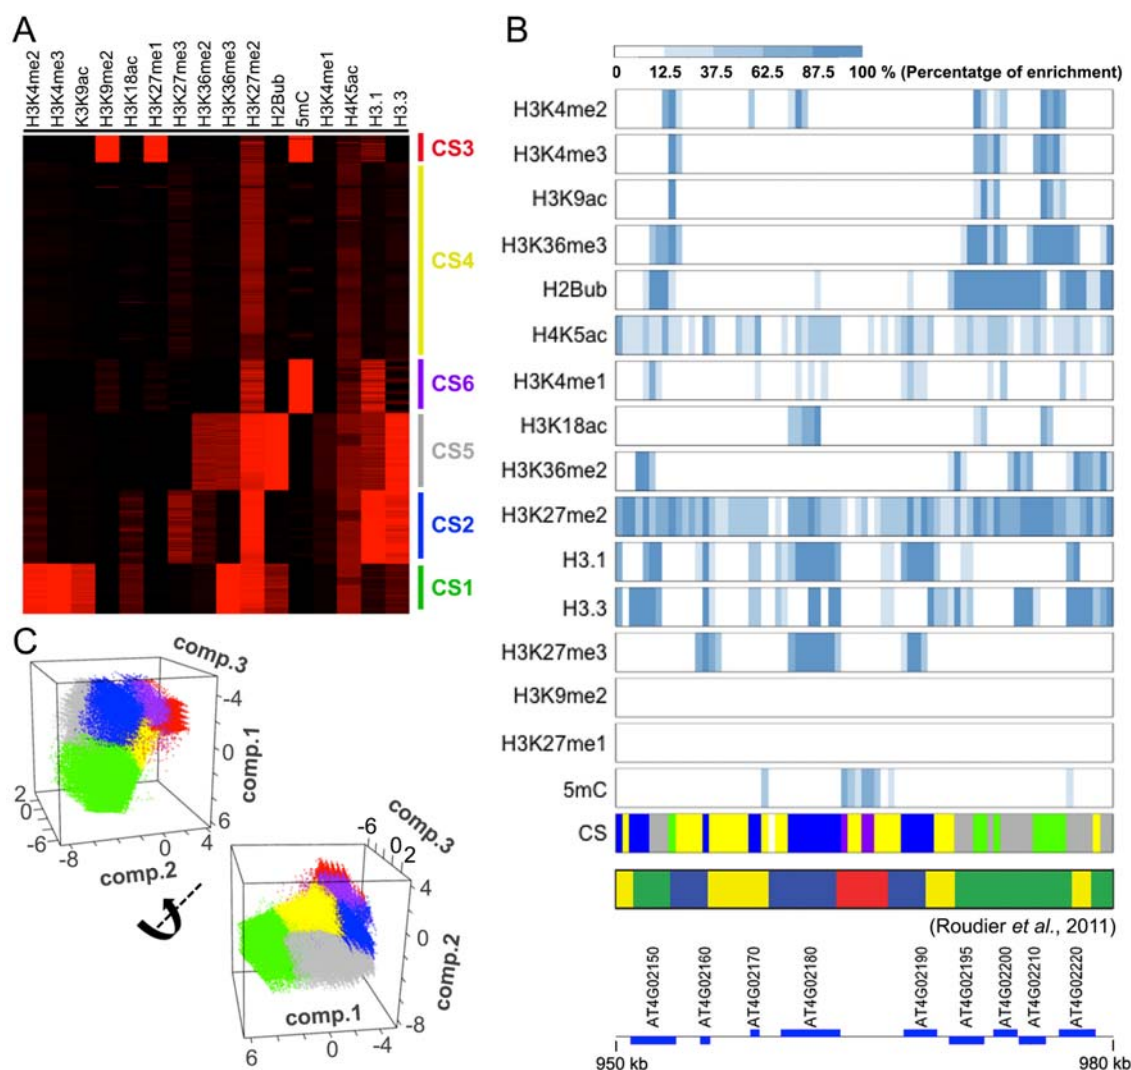 A
H3K4me2
H3K4me3
K3K9ac
H3K9me2
H3K18ac
H3K27me1
H3K27me3
H3K36me2
H3K36me3
H3K27me2
H2Bub
5mC
H3K4me1
H4K5ac
H3.1
H3.3
CS3
CS4
CS6
CS5
CS2
CS1
B
0 12.5 37.5 62.5 87.5 100 % (Percentatge of enrichment)
H3K4me2
H3K4me3
H3K9ac
H3K36me3
H2Bub
H4K5ac
H3K4me1
H3K18ac
H3K36me2
H3K27me2
H3.1
H3.3
H3K27me3
H3K9me2
H3K27me1
5mC
CS
(Roudier et al., 2011)
AT4G02150
AT4G02160
AT4G02170
AT4G02180
AT4G02190
AT4G02195
AT4G02200
AT4G02210
AT4G02220
950 kb 980 kb
C
comp.3
-4
0
comp.1
6
2
0
-6
-8 0 4
comp.2
comp.3
-6 0 2
4
0
comp.2
-8
comp.1
6 0 -4